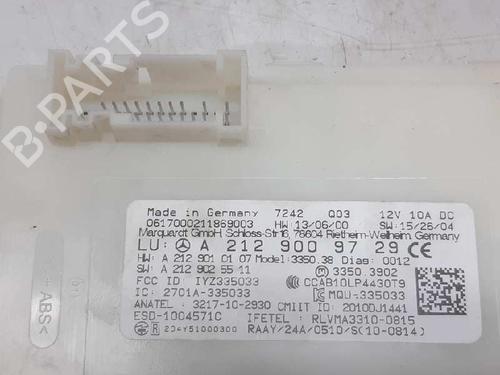 B-PARTS
Made in Germany 7242 Q03 12V 10A DC
0617000211869003 HW:13/06/00 SW:15/26/04
Marquardt GmbH, Schloss-Str.16, 78604 Rietheim-Weilheim, Germany
LU: A 212 900 97 29 CE
HW: A 212 901 01 07 Model: 3350.38 Diag: 0012
SW: A 212 902 55 11 3350.3902
FCC ID: IYZ335033 CCAB10LP4430T9
IC: 2701A-335033 MQU-335033
ANATEL: 3217-10-2930 CMIIT ID: 2010DJ1441
ESD-1004571C IFETEL: RLVMA3310-0815
R 204Y51000300 RAAY/24A/0510/S(10-0814)
>ABS<